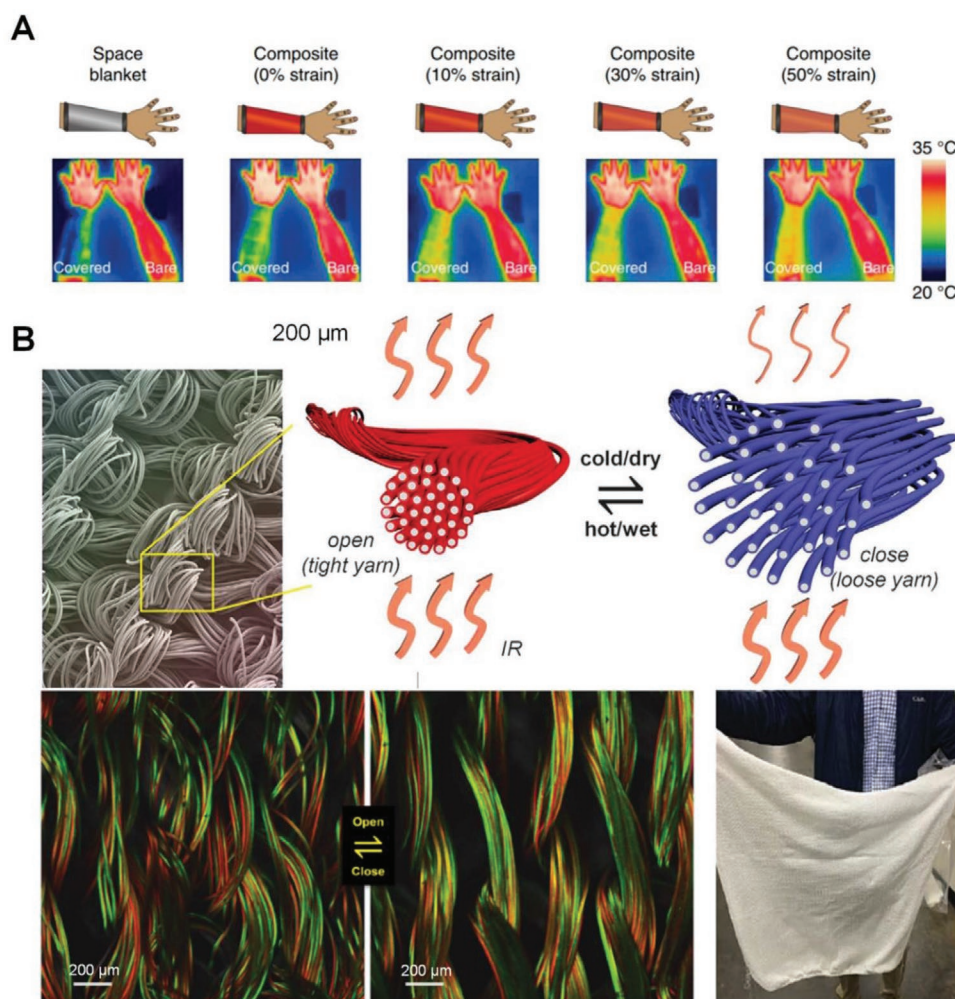 A
Space
blanket
Composite
(0% strain)
Composite
(10% strain)
Composite
(30% strain)
Composite
(50% strain)
35 °C
Covered Bare
Covered Bare
Covered Bare
Covered Bare
Covered Bare
20 °C
B
200 µm
cold/dry
hot/wet
open
(tight yarn)
close
(loose yarn)
IR
Open
Close
200 µm
200 µm